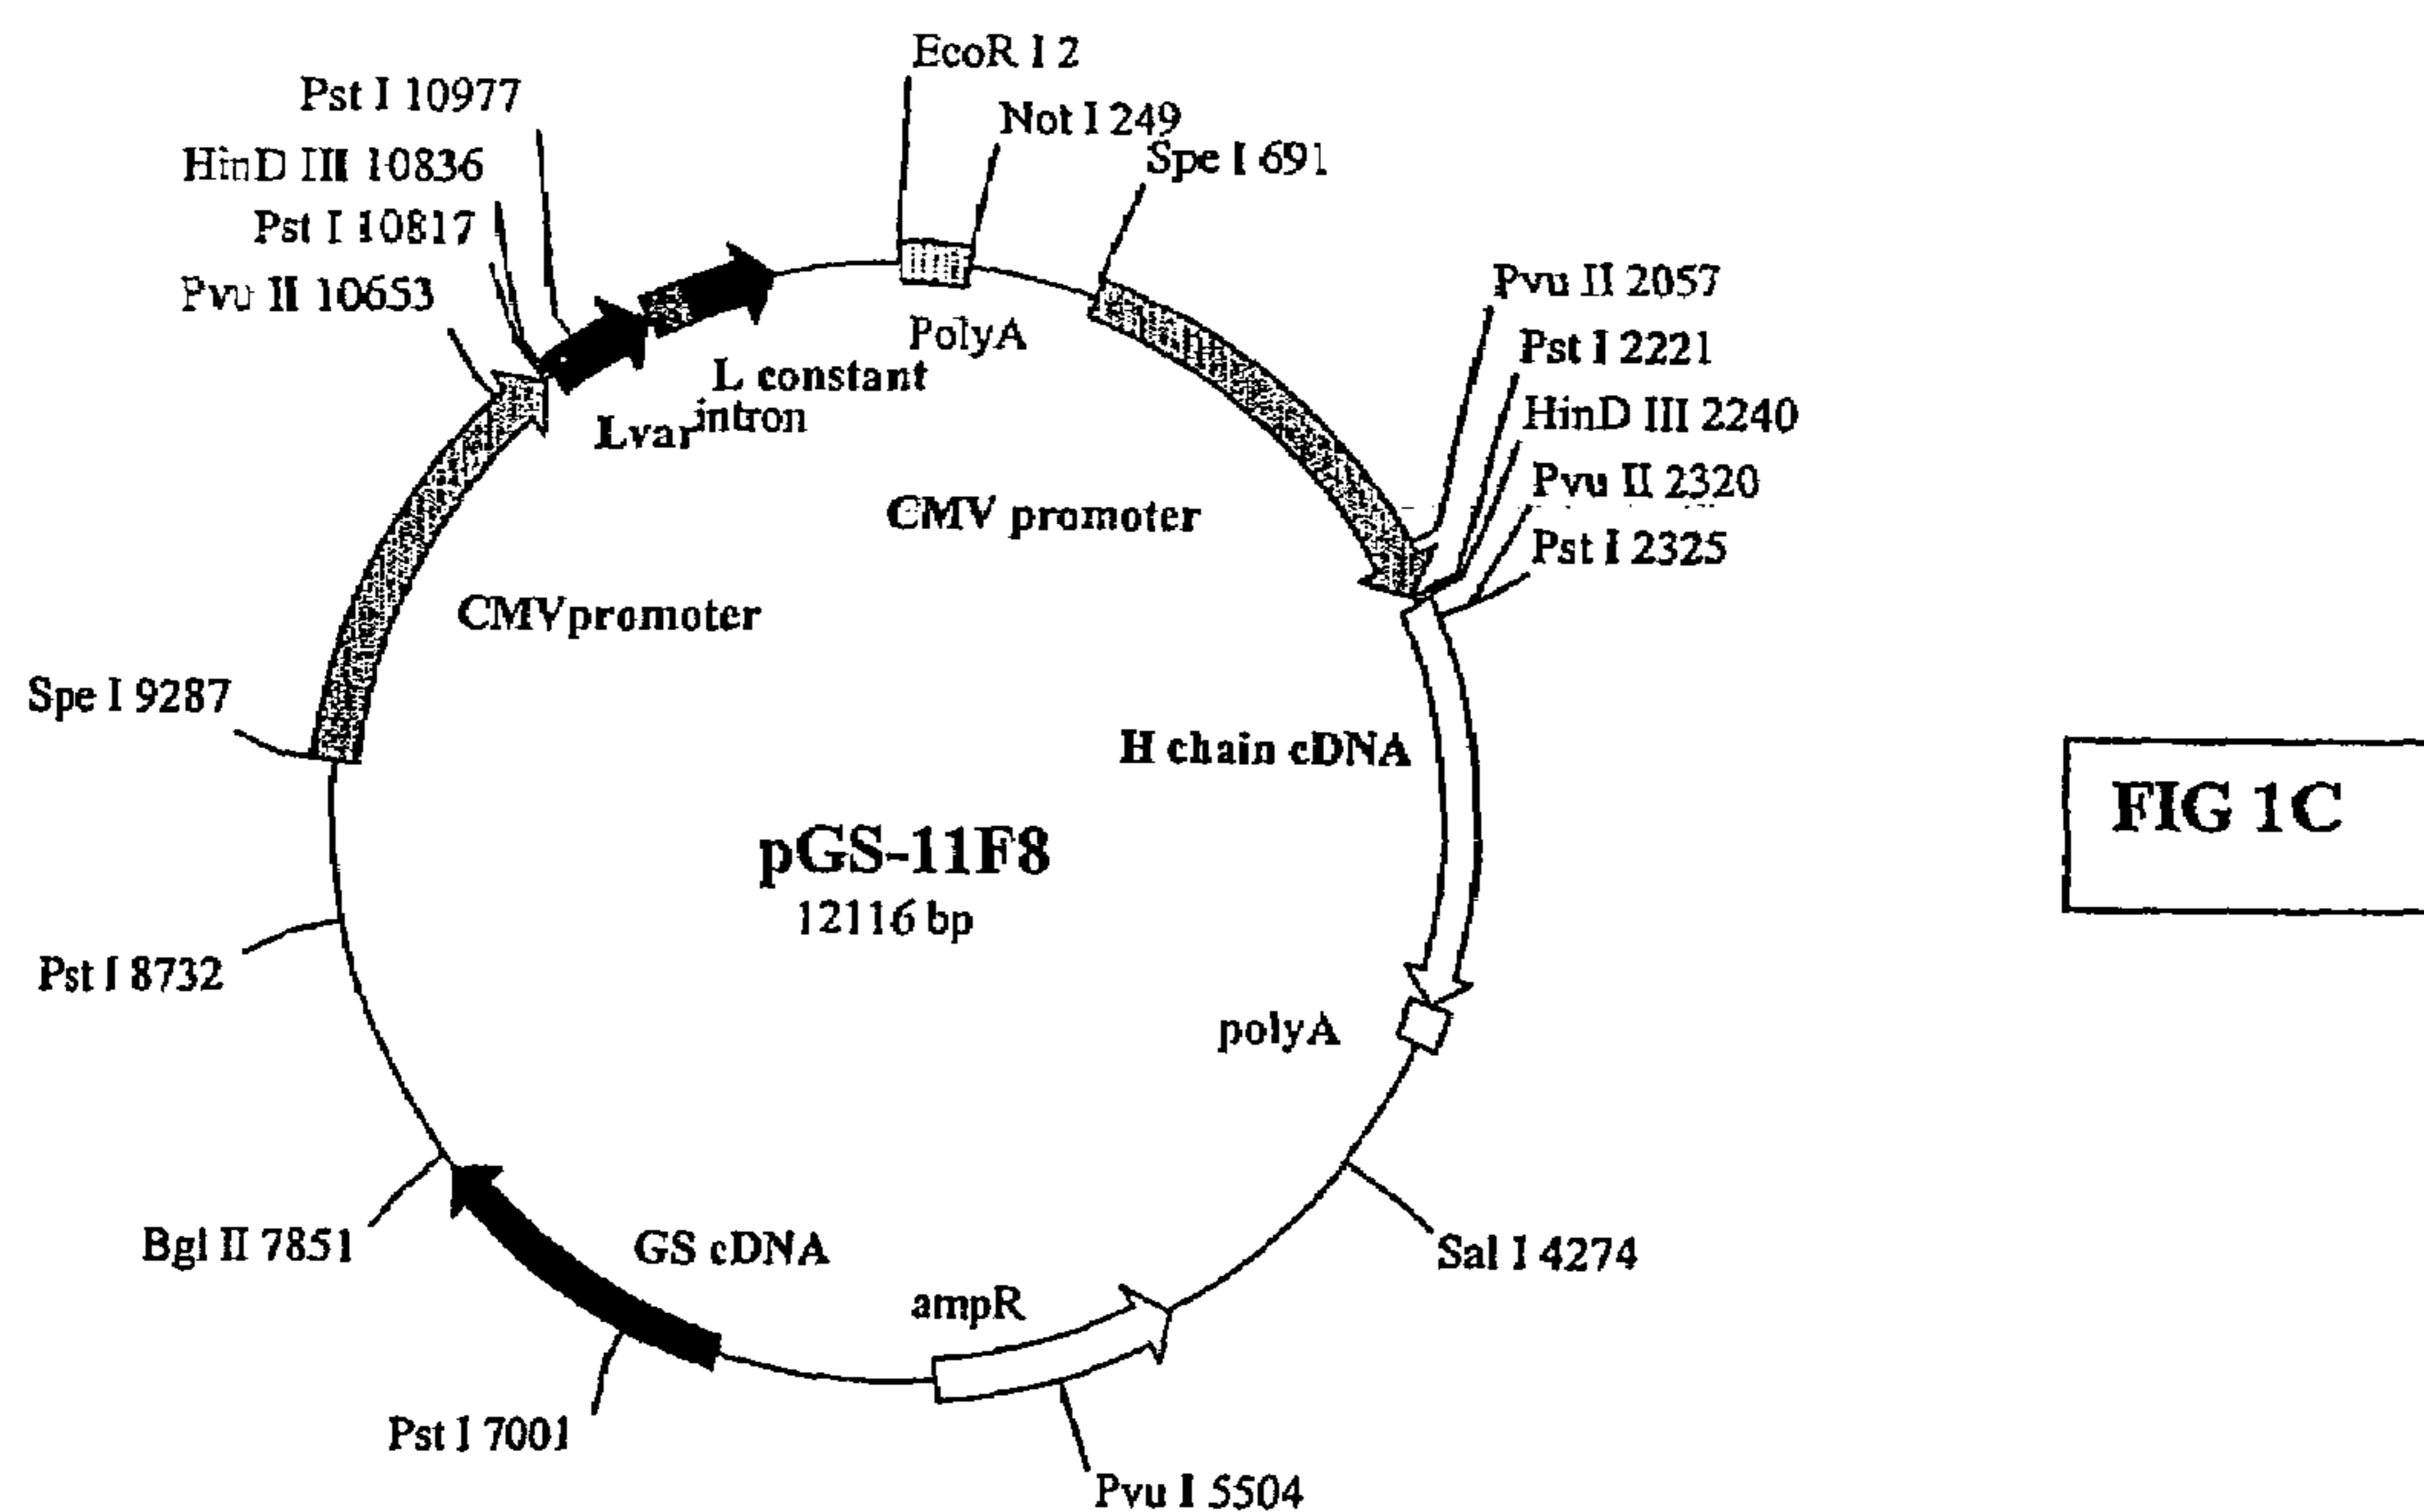 EcoR I 2
Pst I 10977
Not I 249
HinD III 10836
Spe I 691
Pst I 10817
Pvu II 10653
Pvu II 2057
PolyA
Pst I 2221
L constant
intron
Lvar
HinD III 2240
Pvu II 2320
CMV promoter
Pst I 2325
CMVpromoter
Spe I 9287
H chain cDNA
FIG 1C
pGS-11F8
12116 bp
Pst I 8732
polyA
Bgl II 7851
GS cDNA
Sal I 4274
ampR
Pst I 7001
Pvu I 5504